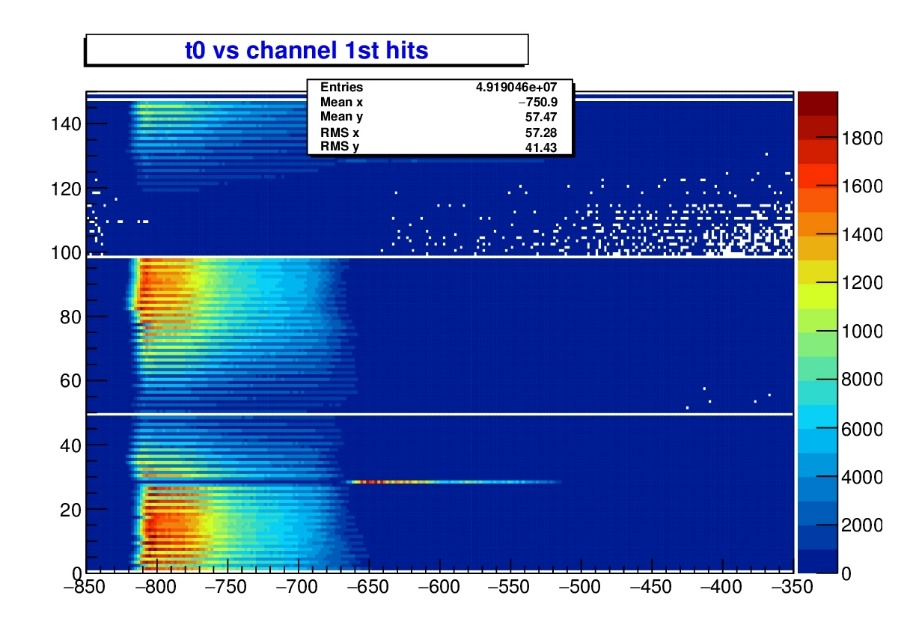 t0 vs channel 1st hits
Entries 4.919046e+07
Mean x −750.9
Mean y 57.47
RMS x 57.28
RMS y 41.43
140
120
100
80
60
40
20
0
−850 −800 −750 −700 −650 −600 −550 −500 −450 −400 −350
1800
1600
1400
1200
1000
8000
6000
4000
2000
0